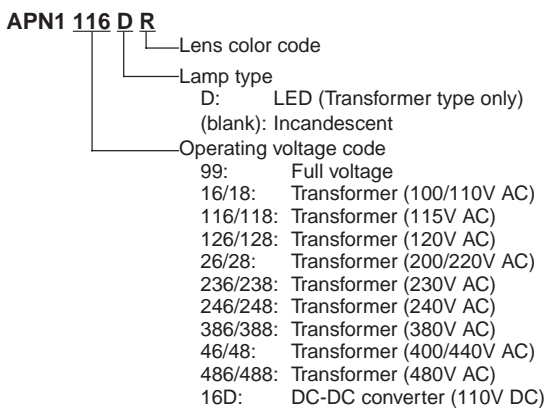 APN1 116 D R
Lens color code
Lamp type
D: LED (Transformer type only)
(blank): Incandescent
Operating voltage code
99: Full voltage
16/18: Transformer (100/110V AC)
116/118: Transformer (115V AC)
126/128: Transformer (120V AC)
26/28: Transformer (200/220V AC)
236/238: Transformer (230V AC)
246/248: Transformer (240V AC)
386/388: Transformer (380V AC)
46/48: Transformer (400/440V AC)
486/488: Transformer (480V AC)
16D: DC-DC converter (110V DC)